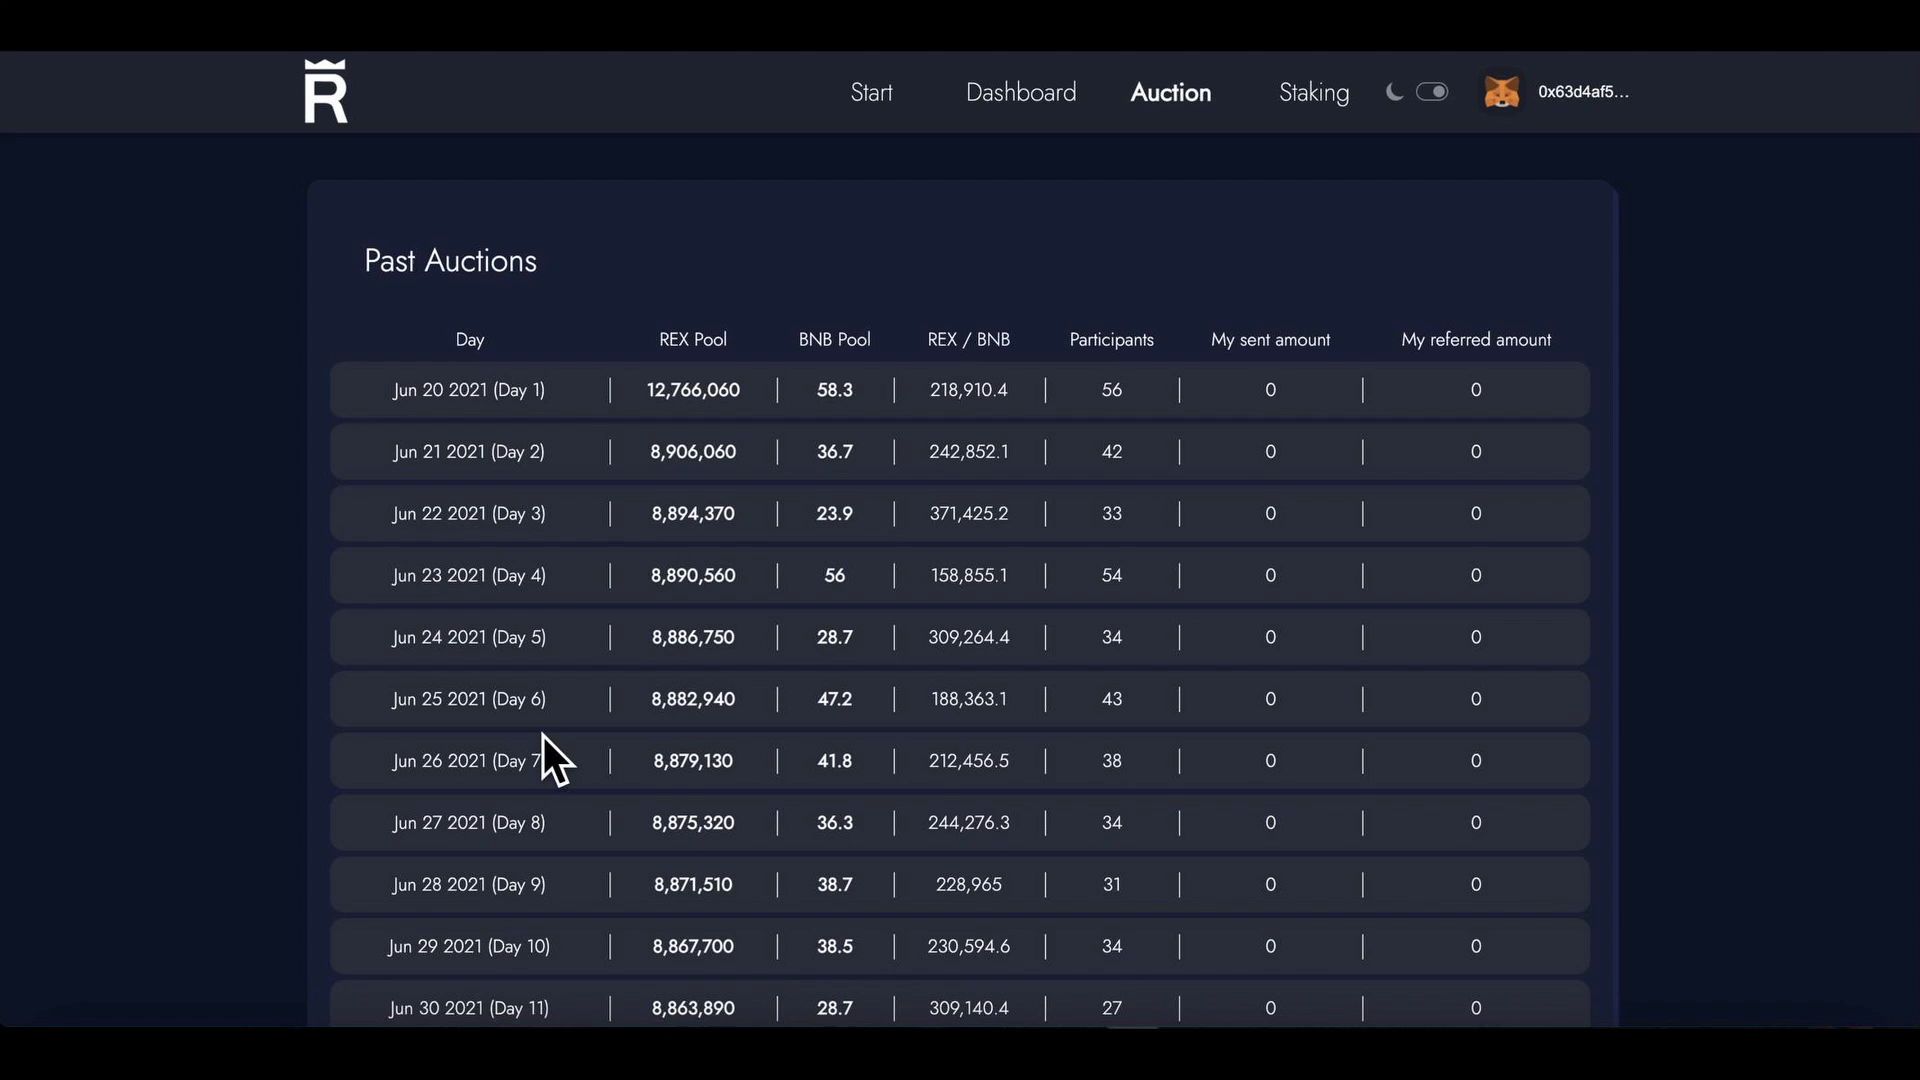 R
Start Dashboard Auction Staking 0x63d4af5...
Past Auctions
Day REX Pool BNB Pool REX / BNB Participants My sent amount My referred amount
Jun 20 2021 (Day 1) 12,766,060 58.3 218,910.4 56 0 0
Jun 21 2021 (Day 2) 8,906,060 36.7 242,852.1 42 0 0
Jun 22 2021 (Day 3) 8,894,370 23.9 371,425.2 33 0 0
Jun 23 2021 (Day 4) 8,890,560 56 158,855.1 54 0 0
Jun 24 2021 (Day 5) 8,886,750 28.7 309,264.4 34 0 0
Jun 25 2021 (Day 6) 8,882,940 47.2 188,363.1 43 0 0
Jun 26 2021 (Day 7 8,879,130 41.8 212,456.5 38 0 0
Jun 27 2021 (Day 8) 8,875,320 36.3 244,276.3 34 0 0
Jun 28 2021 (Day 9) 8,871,510 38.7 228,965 31 0 0
Jun 29 2021 (Day 10) 8,867,700 38.5 230,594.6 34 0 0
Jun 30 2021 (Day 11) 8,863,890 28.7 309,140.4 27 0 0